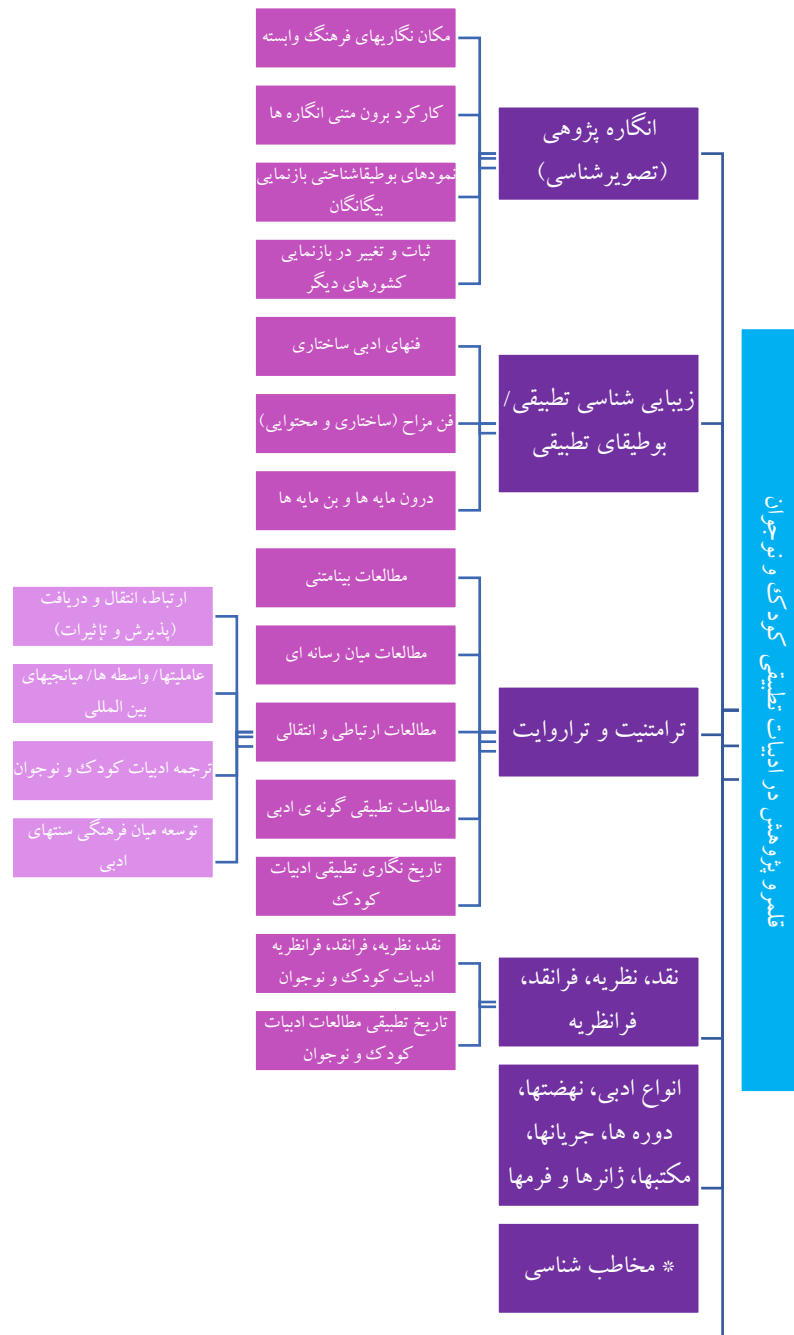 قلمرو پژوهش در ادبیات تطبیقی کودک و نوجوان
انگاره پژوهی
(تصویرشناسی)
مکان نگاریهای فرهنگ وابسته
کارکرد برون متنی انگاره ها
نمودهای بوطیقاشناختی بازنمایی
بیگانگان
ثبات و تغییر در بازنمایی
کشورهای دیگر
زیبایی شناسی تطبیقی/
بوطیقای تطبیقی
فنهای ادبی ساختاری
فن مزاح (ساختاری و محتوایی)
درون مایه ها و بن مایه ها
ترامتنیت و تراروایت
مطالعات بینامتنی
مطالعات میان رسانه ای
مطالعات ارتباطی و انتقالی
ارتباط، انتقال و دریافت
(پذیرش و تإثیرات)
عاملیتها/ واسطه ها/ میانجیهای
بین المللی
ترجمه ادبیات کودک و نوجوان
توسعه میان فرهنگی سنتهای
ادبی
مطالعات تطبیقی گونه ی ادبی
تاریخ نگاری تطبیقی ادبیات
کودک
نقد، نظریه، فرانقد،
فرانظریه
نقد، نظریه، فرانقد، فرانظریه
ادبیات کودک و نوجوان
تاریخ تطبیقی مطالعات ادبیات
کودک و نوجوان
انواع ادبی، نهضتها،
دوره ها، جریانها،
مکتبها، ژانرها و فرمها
* مخاطب شناسی